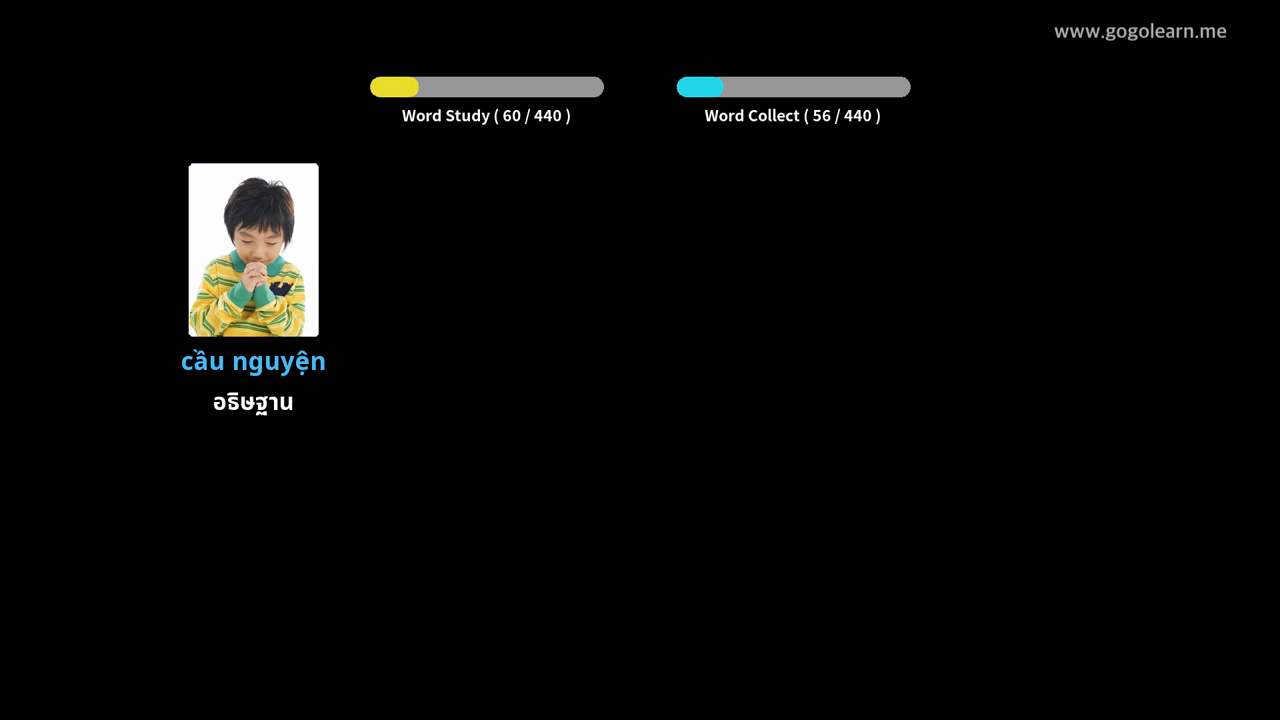 www.gogolearn.me
Word Study ( 60 / 440 )
Word Collect ( 56 / 440 )
cầu nguyện
อธิษฐาน